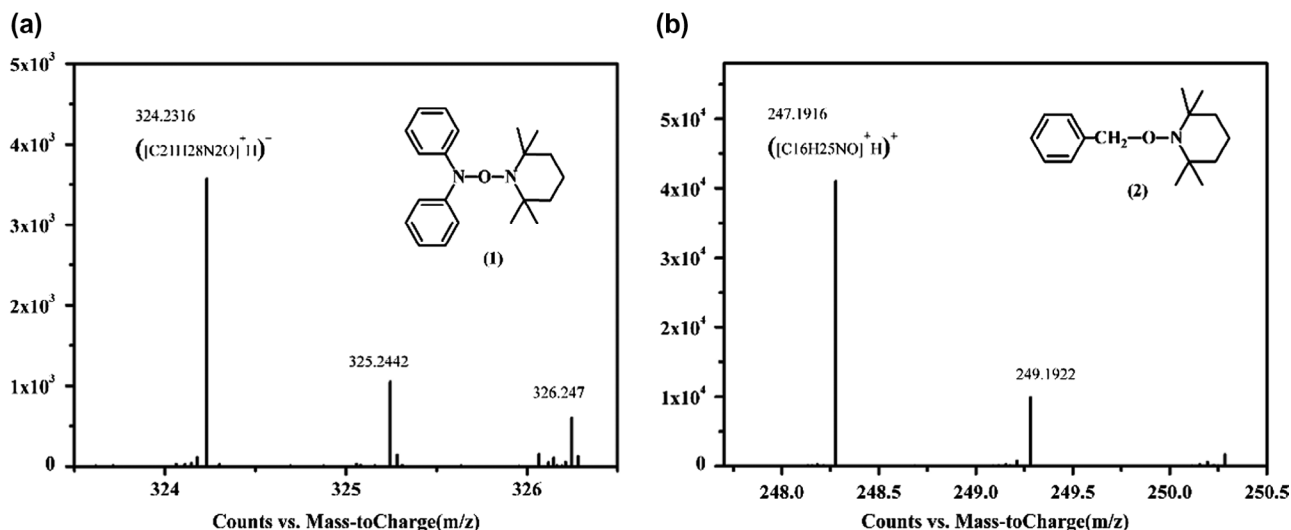 (a)
5x10³
4x10³
3x10³
2x10³
1x10³
0
324.2316
([C21H28N2O]⁺H)⁻
N—O—N
(1)
325.2442
326.247
324
325
326
Counts vs. Mass-toCharge(m/z)
(b)
5x10⁴
4x10⁴
3x10⁴
2x10⁴
1x10⁴
0
247.1916
([C16H25NO]⁺H)⁺
CH₂—O—N
(2)
249.1922
248.0
248.5
249.0
249.5
250.0
250.5
Counts vs. Mass-toCharge(m/z)